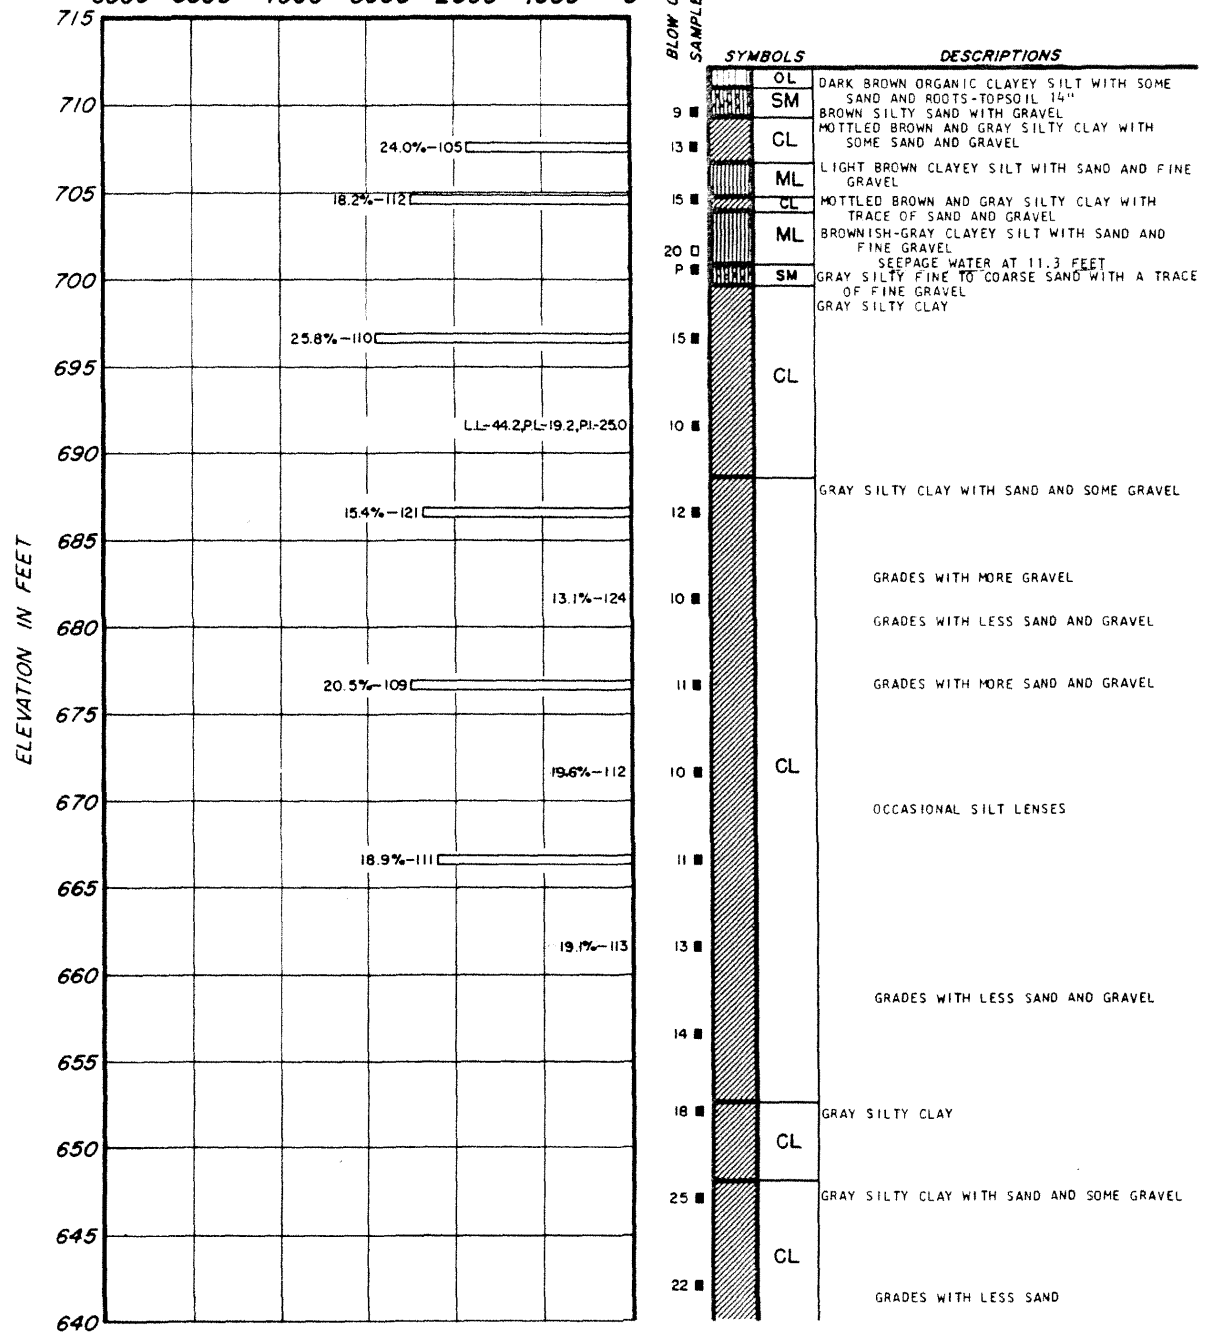 715
BLOW
SAMPLE
SYMBOLS DESCRIPTIONS
OL DARK BROWN ORGANIC CLAYEY SILT WITH SOME
SAND AND ROOTS-TOPSOIL 14"
710 9 SM BROWN SILTY SAND WITH GRAVEL
24.0%-105 13 CL MOTTLED BROWN AND GRAY SILTY CLAY WITH
SOME SAND AND GRAVEL
ML LIGHT BROWN CLAYEY SILT WITH SAND AND FINE
GRAVEL
705 18.2%-112 15 CL MOTTLED BROWN AND GRAY SILTY CLAY WITH
TRACE OF SAND AND GRAVEL
20 ML BROWNISH-GRAY CLAYEY SILT WITH SAND AND
FINE GRAVEL
SEEPAGE WATER AT 11.3 FEET
700 P SM GRAY SILTY FINE TO COARSE SAND WITH A TRACE
OF FINE GRAVEL
GRAY SILTY CLAY
25.8%-110 15
695 CL
L.L-44.2,P.L-19.2,P.I.-25.0 10
690
GRAY SILTY CLAY WITH SAND AND SOME GRAVEL
15.4%-121 12
685
GRADES WITH MORE GRAVEL
13.1%-124 10
680 GRADES WITH LESS SAND AND GRAVEL
20.5%-109 11 GRADES WITH MORE SAND AND GRAVEL
675
ELEVATION IN FEET
19.6%-112 10 CL
670 OCCASIONAL SILT LENSES
18.9%-111 11
665
19.1%-113 13
660
GRADES WITH LESS SAND AND GRAVEL
14
655
18 GRAY SILTY CLAY
650 CL
25 GRAY SILTY CLAY WITH SAND AND SOME GRAVEL
645 CL
22 GRADES WITH LESS SAND
640